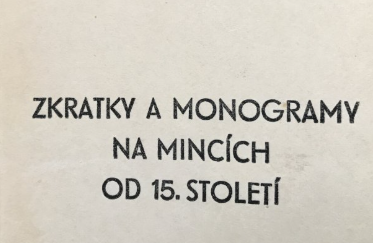 ZKRATKY A MONOGRAMY
NA MINCÍCH
OD 15. STOLETÍ